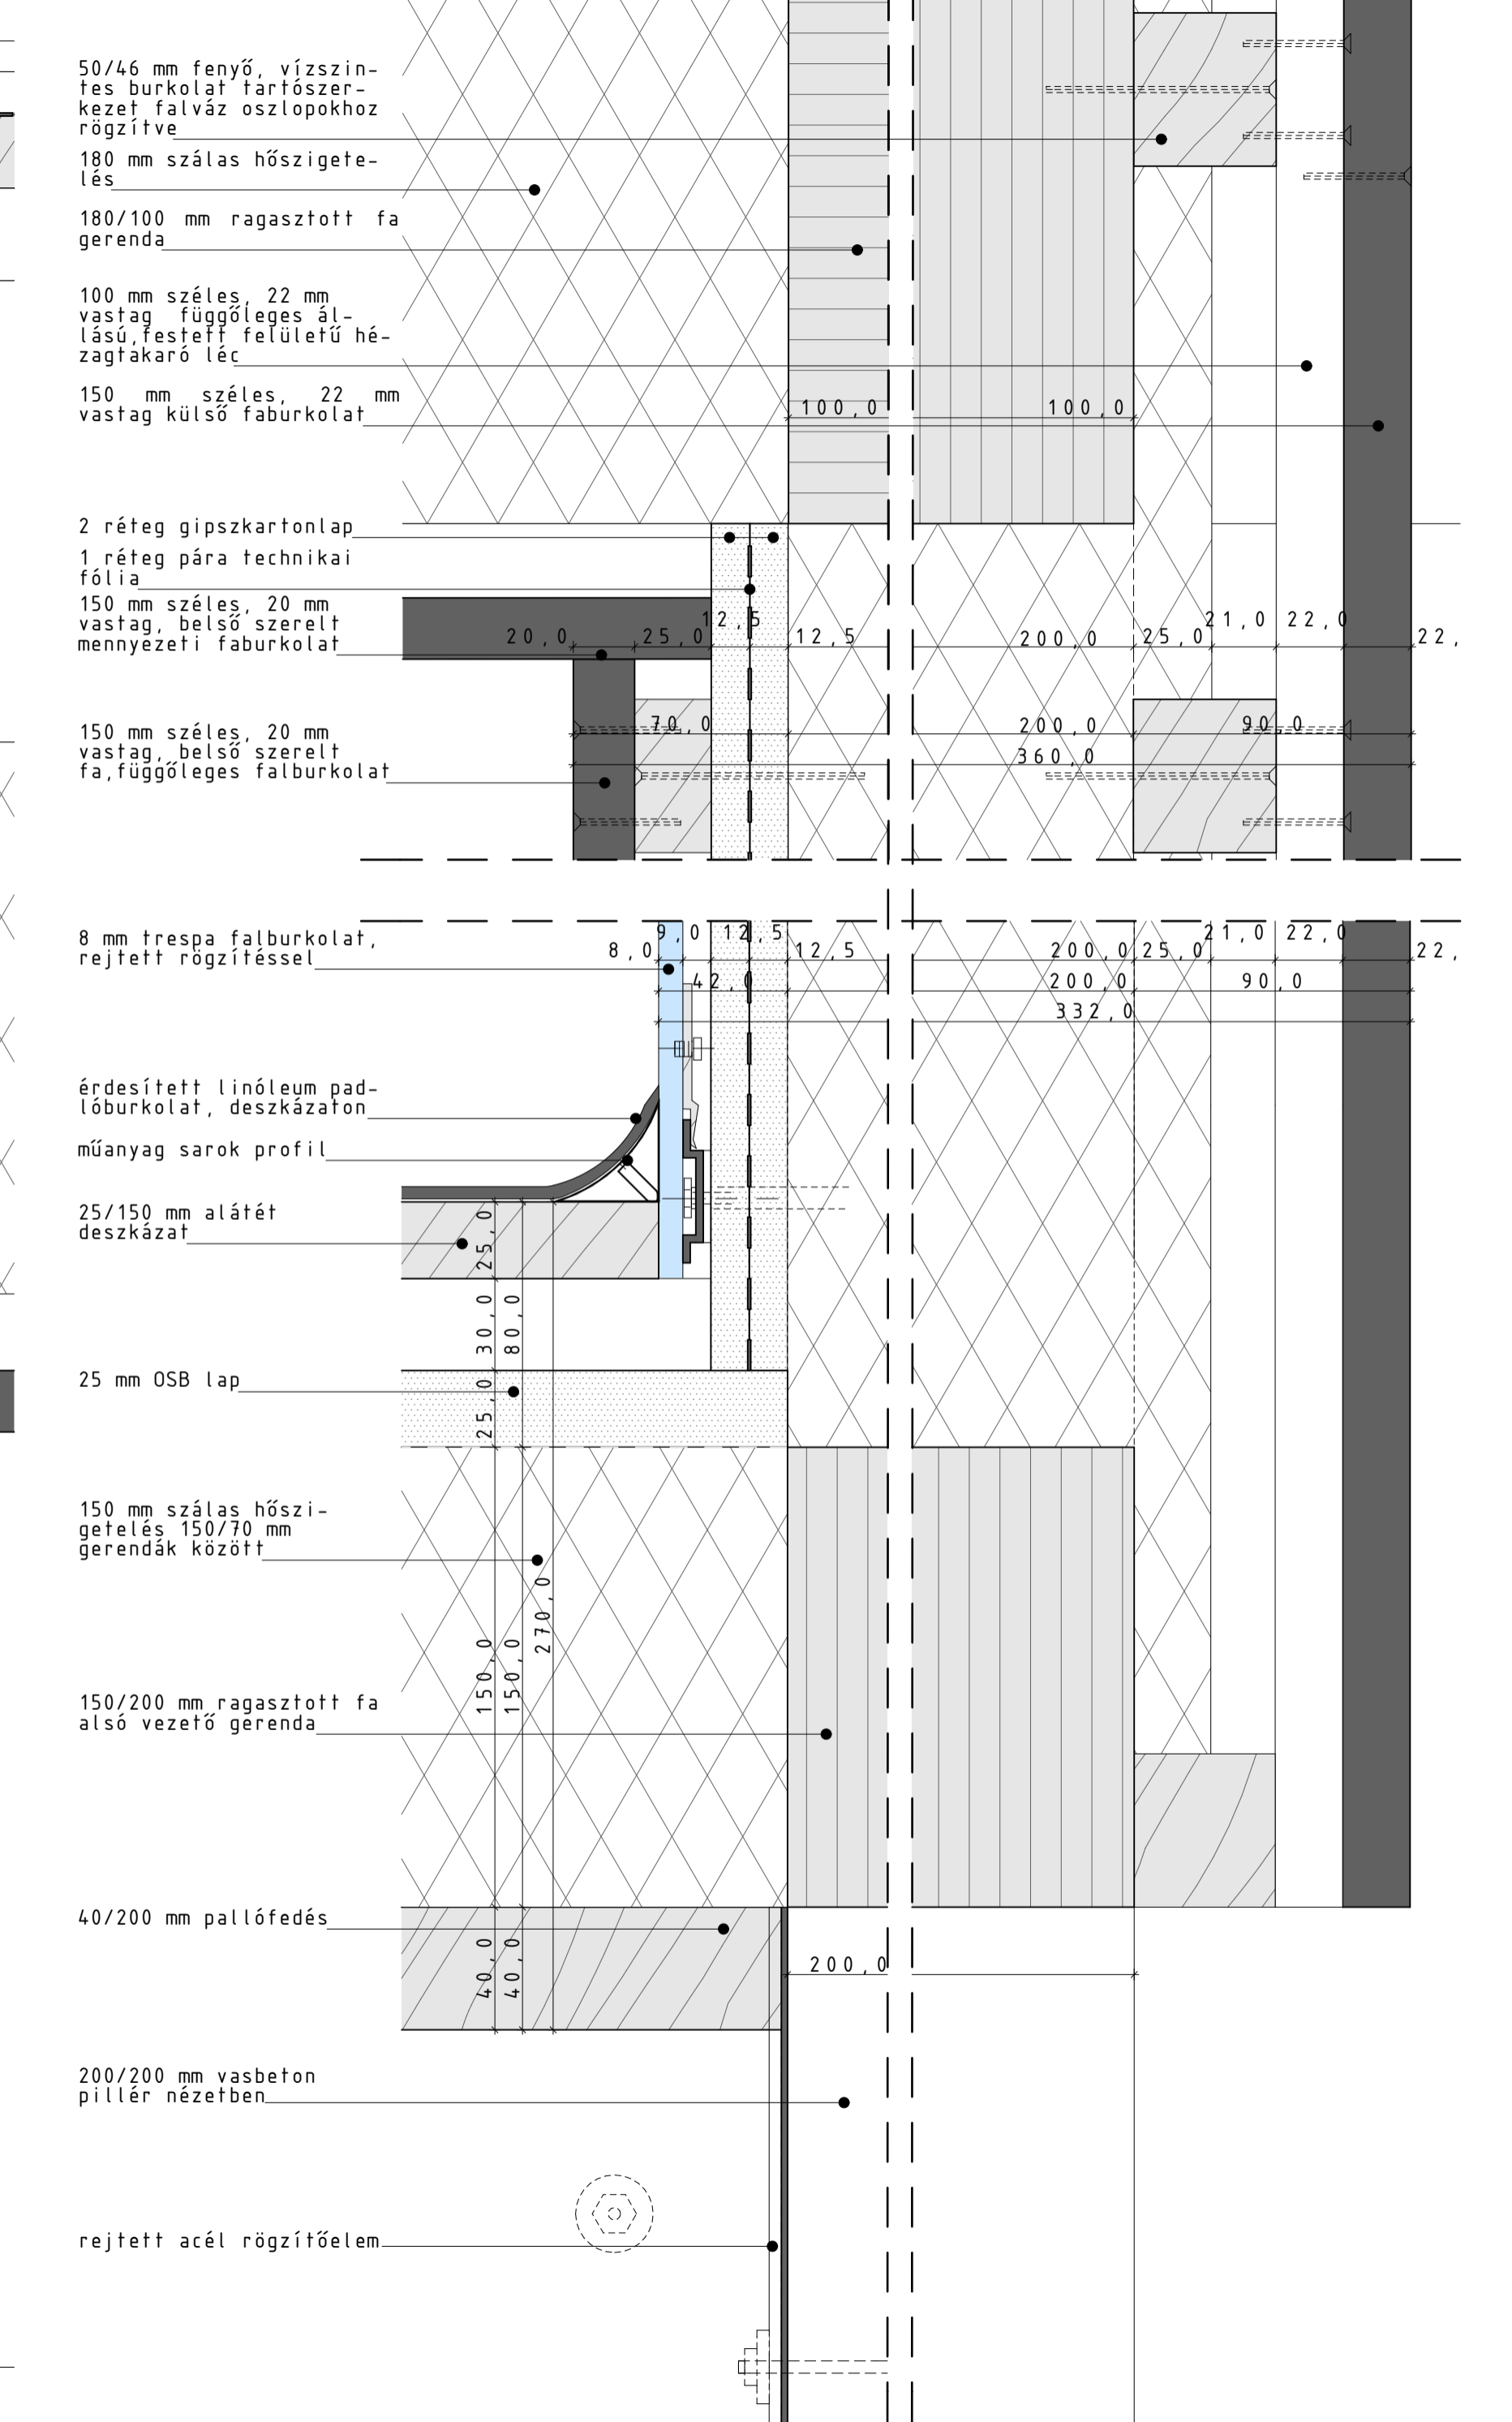 50/46 mm fenyő, vízszin-
tes burkolat tartószer-
kezet falváz oszlopokhoz
rögzítve
180 mm szálas hőszigete-
lés
180/100 mm ragasztott fa
gerenda
100 mm széles, 22 mm
vastag függőleges ál-
lású,festett felületű hé-
zagtakaró léc
150 mm széles, 22 mm
vastag külső faburkolat
100,0 100,0
2 réteg gipszkartonlap
1 réteg pára technikai
fólia
150 mm széles, 20 mm
vastag, belső szerelt
mennyezeti faburkolat
20,0 25,0 12,5 12,5 200,0 25,0 21,0 22,0 22,
150 mm széles, 20 mm
vastag, belső szerelt
fa,függőleges falburkolat
70,0 200,0 90,0
360,0
8 mm trespa falburkolat,
rejtett rögzítéssel
8,0 9,0 12,5 12,5 200,0 25,0 21,0 22,0 22,
42,0 200,0 90,0
332,0
érdesített linóleum pad-
lóburkolat, deszkázaton
műanyag sarok profil
25/150 mm alátét
deszkázat
25,0
30,0 80,0
25 mm OSB lap
25,0
150 mm szálas hőszi-
getelés 150/70 mm
gerendák között
270,0
150,0 150,0
150/200 mm ragasztott fa
alsó vezető gerenda
40/200 mm pallófedés
40,0 40,0
200,0
200/200 mm vasbeton
pillér nézetben
rejtett acél rögzítőelem